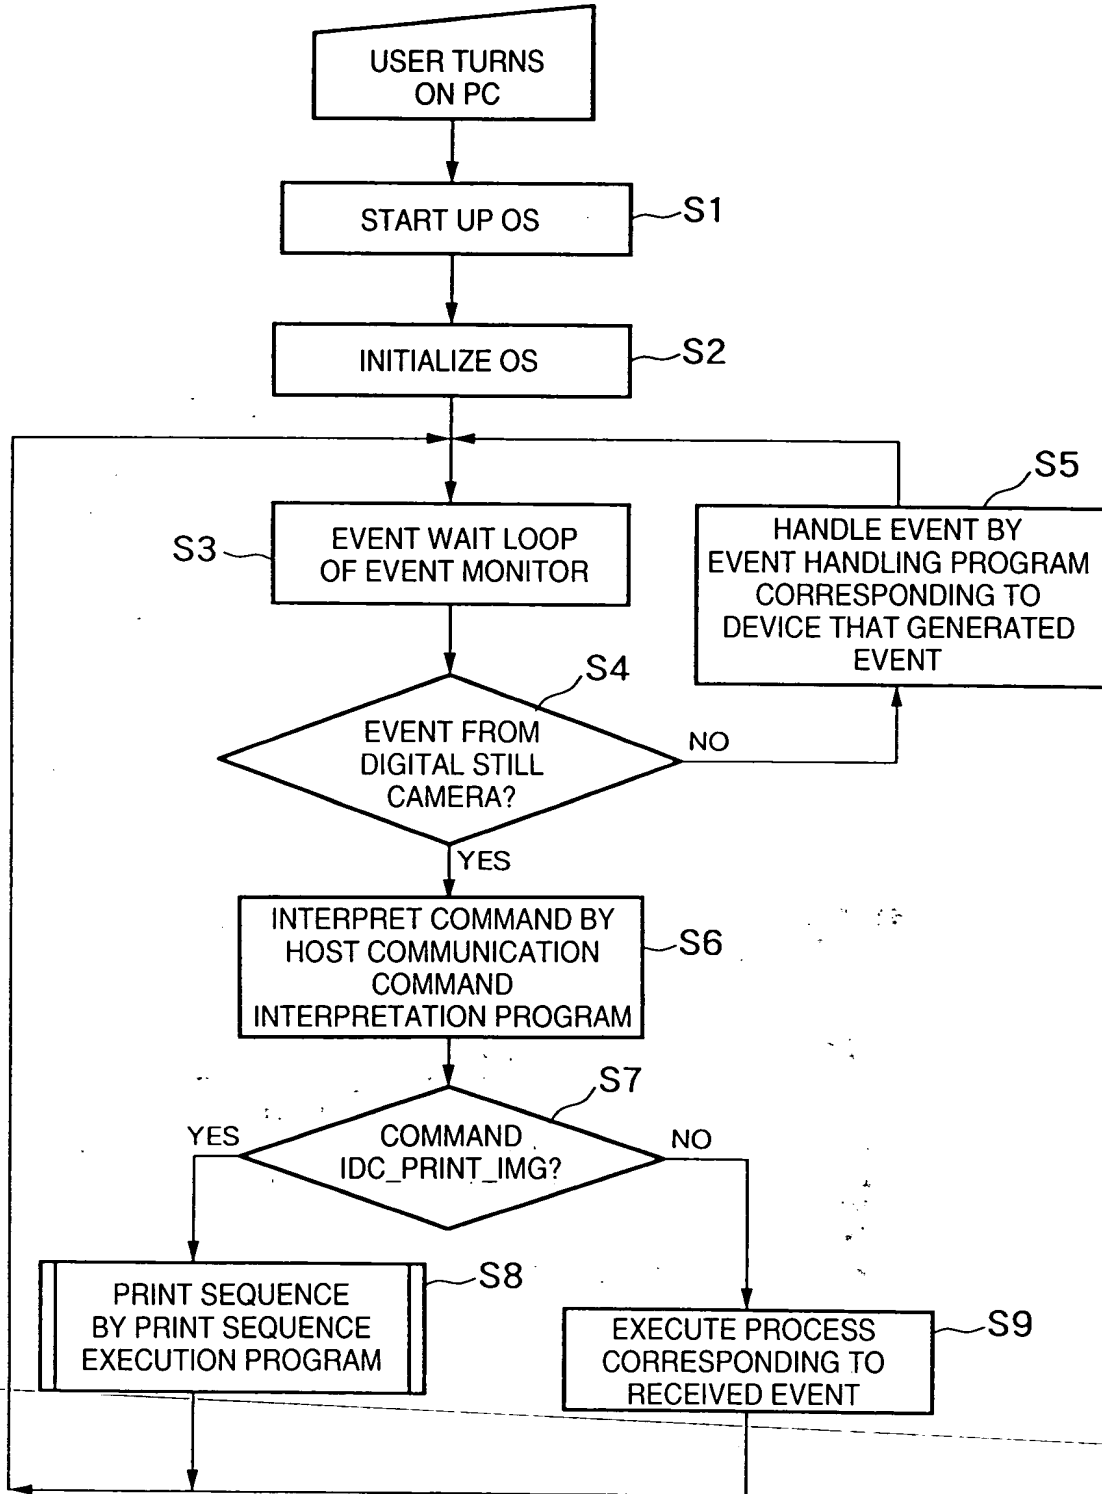 USER TURNS
ON PC
START UP OS
S1
INITIALIZE OS
S2
S5
HANDLE EVENT BY
EVENT HANDLING PROGRAM
CORRESPONDING TO
DEVICE THAT GENERATED
EVENT
S3
EVENT WAIT LOOP
OF EVENT MONITOR
S4
EVENT FROM
DIGITAL STILL
CAMERA?
NO
YES
INTERPRET COMMAND BY
HOST COMMUNICATION
COMMAND
INTERPRETATION PROGRAM
S6
S7
COMMAND
IDC_PRINT_IMG?
YES
NO
PRINT SEQUENCE
BY PRINT SEQUENCE
EXECUTION PROGRAM
S8
EXECUTE PROCESS
CORRESPONDING TO
RECEIVED EVENT
S9